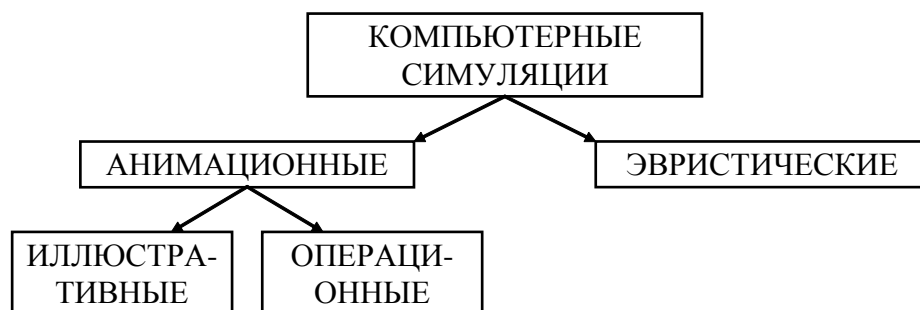 КОМПЬЮТЕРНЫЕ
СИМУЛЯЦИИ
АНИМАЦИОННЫЕ
ЭВРИСТИЧЕСКИЕ
ИЛЛЮСТРА-
ТИВНЫЕ
ОПЕРАЦИ-
ОННЫЕ